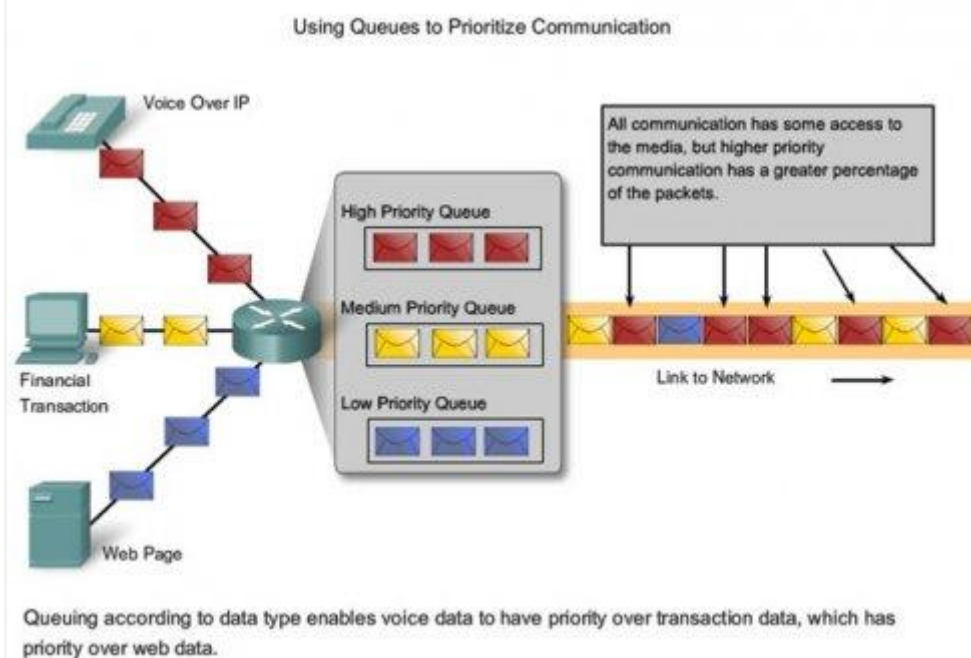 Using Queues to Prioritize Communication
Voice Over IP
All communication has some access to
the media, but higher priority
communication has a greater percentage
of the packets.
High Priority Queue
Medium Priority Queue
Financial
Transaction
Link to Network
Low Priority Queue
Web Page
Queuing according to data type enables voice data to have priority over transaction data, which has
priority over web data.